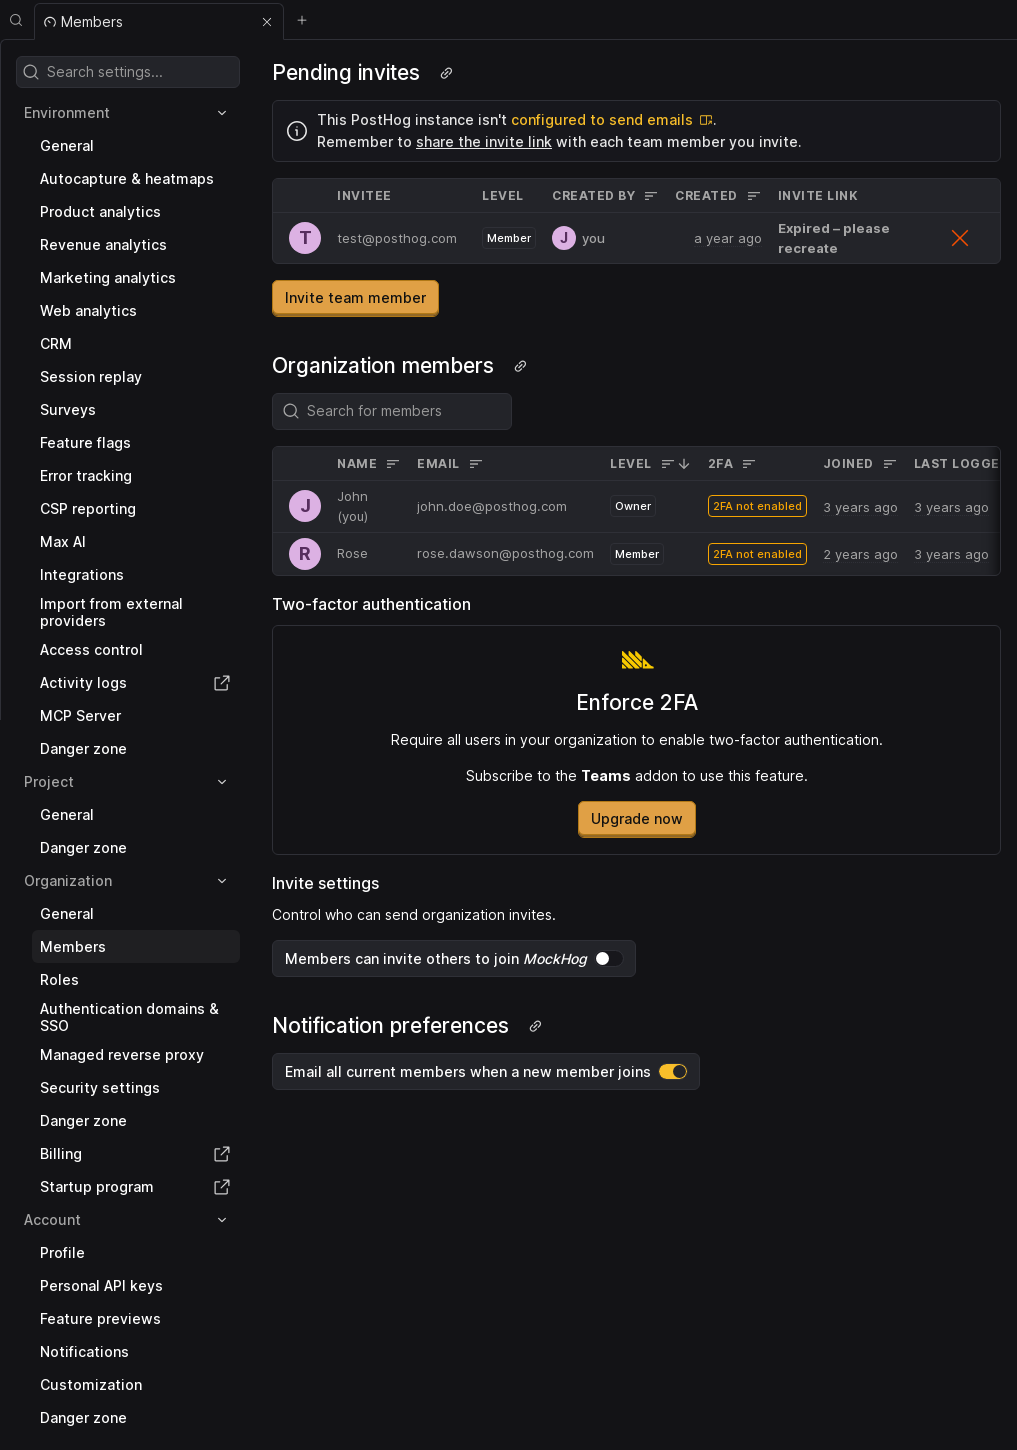 Members
Search settings...
Environment
General
Autocapture & heatmaps
Product analytics
Revenue analytics
Marketing analytics
Web analytics
CRM
Session replay
Surveys
Feature flags
Error tracking
CSP reporting
Max AI
Integrations
Import from external
providers
Access control
Activity logs
MCP Server
Danger zone
Project
General
Danger zone
Organization
General
Members
Roles
Authentication domains &
SSO
Managed reverse proxy
Security settings
Danger zone
Billing
Startup program
Account
Profile
Personal API keys
Feature previews
Notifications
Customization
Danger zone
Pending invites
This PostHog instance isn't configured to send emails.
Remember to share the invite link with each team member you invite.
INVITEE LEVEL CREATED BY CREATED INVITE LINK
T test@posthog.com Member J you a year ago Expired – please
recreate
Invite team member
Organization members
Search for members
NAME EMAIL LEVEL 2FA JOINED LAST LOGGE
J John john.doe@posthog.com Owner 2FA not enabled 3 years ago 3 years ago
(you)
R Rose rose.dawson@posthog.com Member 2FA not enabled 2 years ago 3 years ago
Two-factor authentication
Enforce 2FA
Require all users in your organization to enable two-factor authentication.
Subscribe to the Teams addon to use this feature.
Upgrade now
Invite settings
Control who can send organization invites.
Members can invite others to join MockHog
Notification preferences
Email all current members when a new member joins